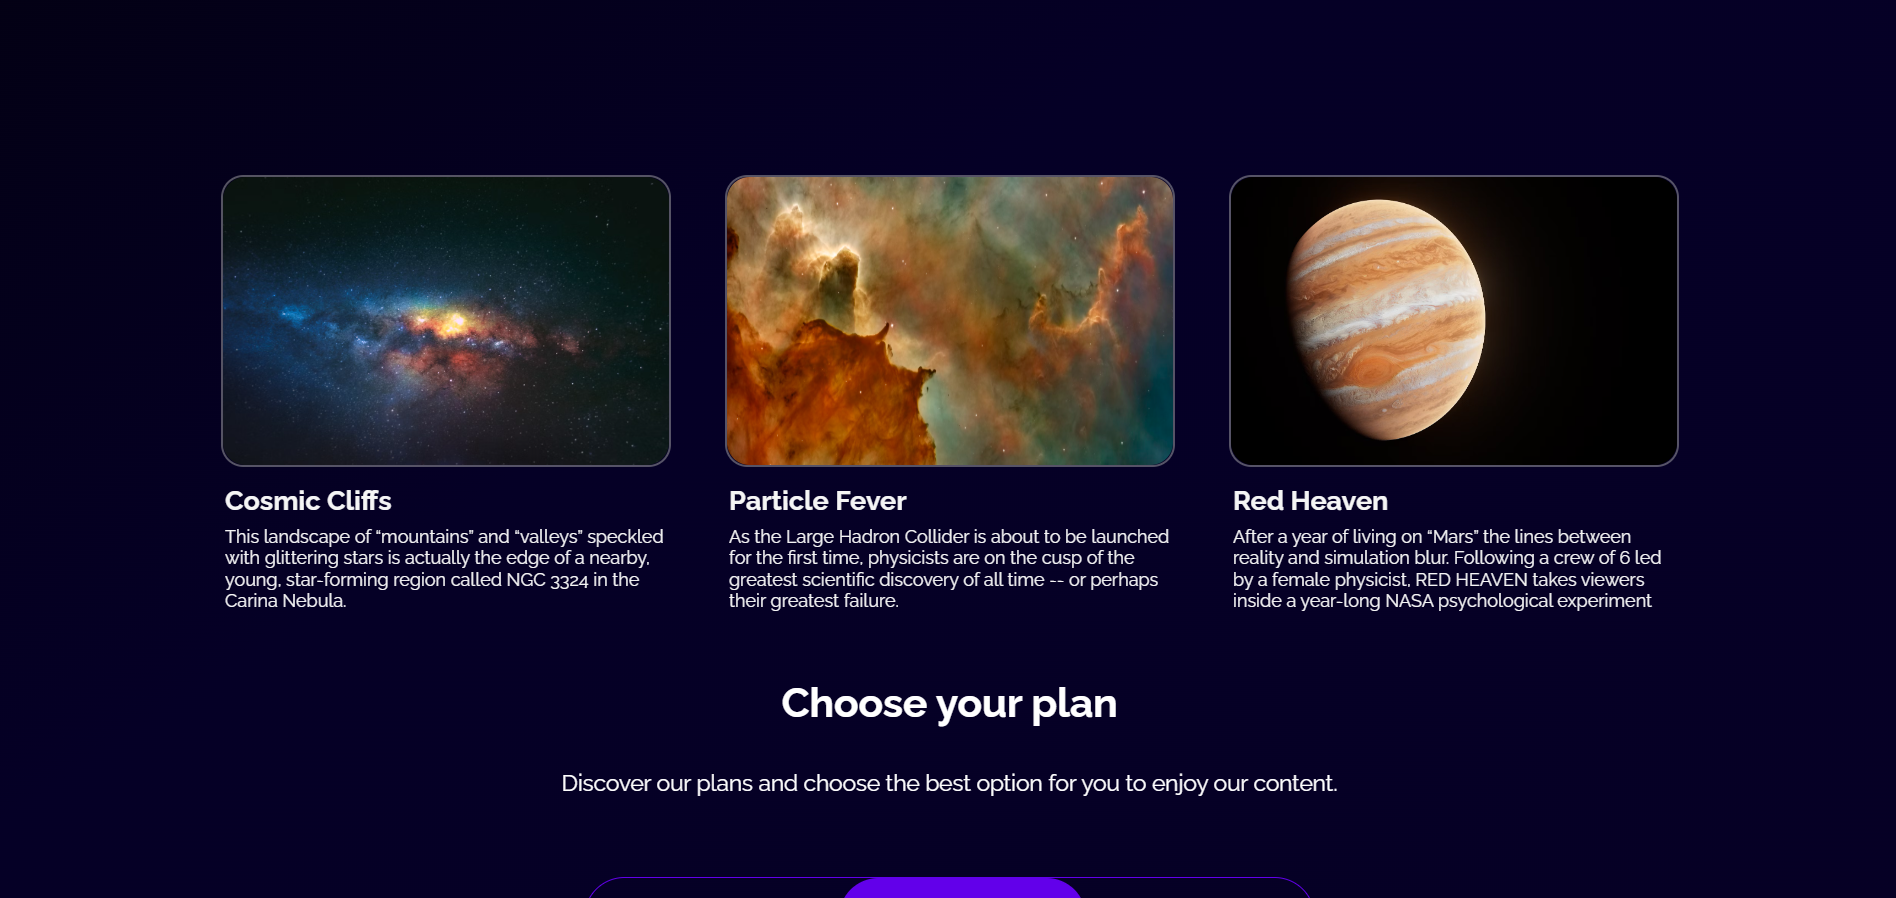 Cosmic Cliffs
This landscape of “mountains” and “valleys” speckled
with glittering stars is actually the edge of a nearby,
young, star-forming region called NGC 3324 in the
Carina Nebula.
Particle Fever
As the Large Hadron Collider is about to be launched
for the first time, physicists are on the cusp of the
greatest scientific discovery of all time -- or perhaps
their greatest failure.
Red Heaven
After a year of living on “Mars” the lines between
reality and simulation blur. Following a crew of 6 led
by a female physicist, RED HEAVEN takes viewers
inside a year-long NASA psychological experiment
Choose your plan
Discover our plans and choose the best option for you to enjoy our content.